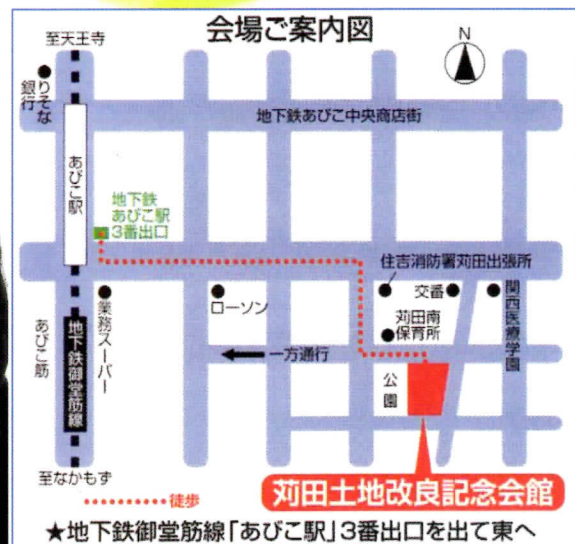 会場ご案内図
至天王寺
N
りそな
銀行
地下鉄あびこ中央商店街
あびこ駅
地下鉄
あびこ駅
3番出口
住吉消防署苅田出張所
交番
関西医療学園
ローソン
業務スーパー
苅田南
保育所
あびこ筋
地下鉄御堂筋線
一方通行
公園
至なかもず
徒歩
苅田土地改良記念会館
★地下鉄御堂筋線「あびこ駅」3番出口を出て東へ